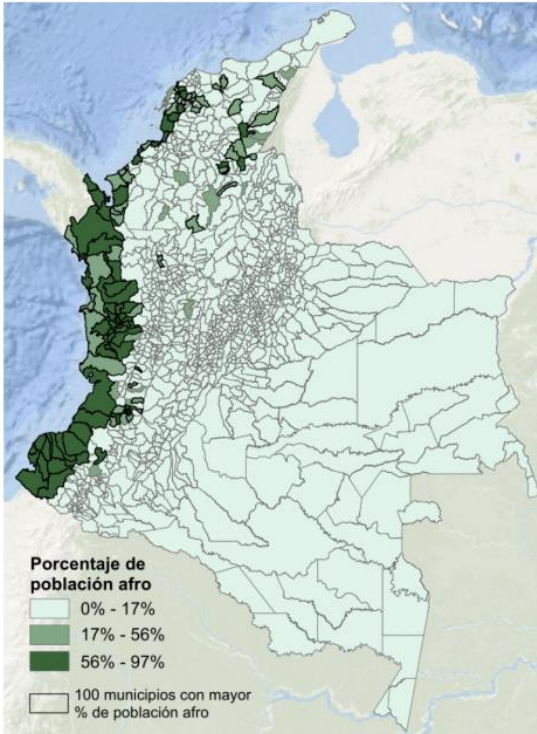 Porcentaje de
población afro
0% - 17%
17% - 56%
56% - 97%
100 municipios con mayor
% de población afro